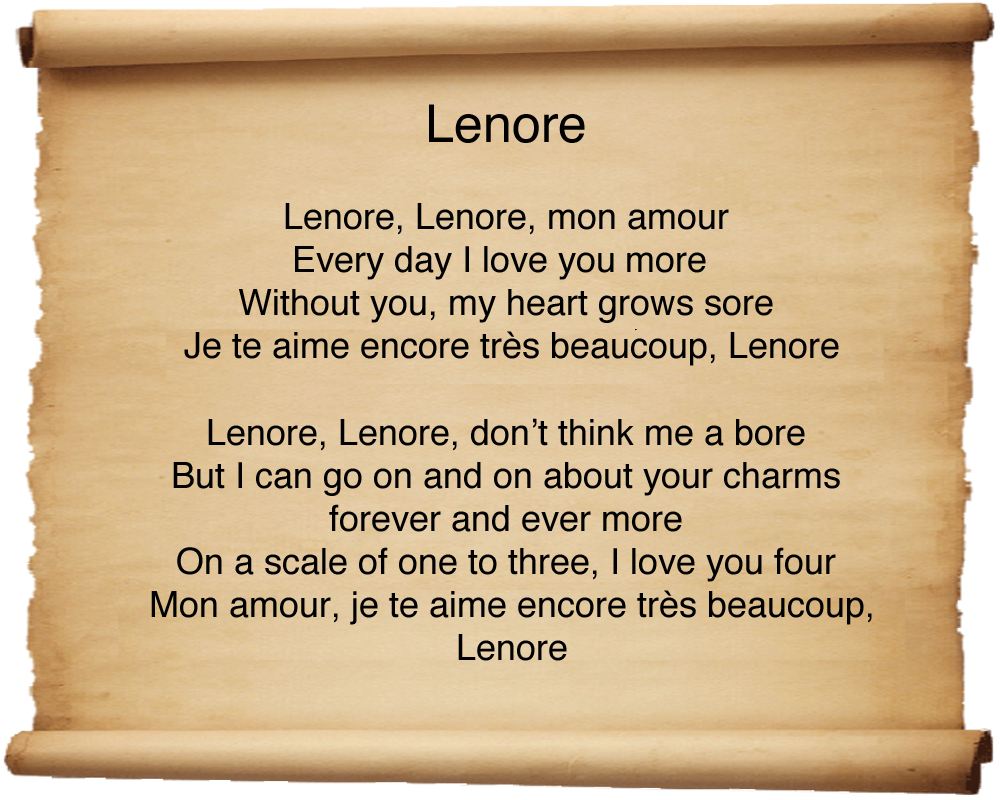 Lenore
Lenore, Lenore, mon amour
Every day I love you more
Without you, my heart grows sore
Je te aime encore très beaucoup, Lenore
Lenore, Lenore, don’t think me a bore
But I can go on and on about your charms
forever and ever more
On a scale of one to three, I love you four
Mon amour, je te aime encore très beaucoup,
Lenore